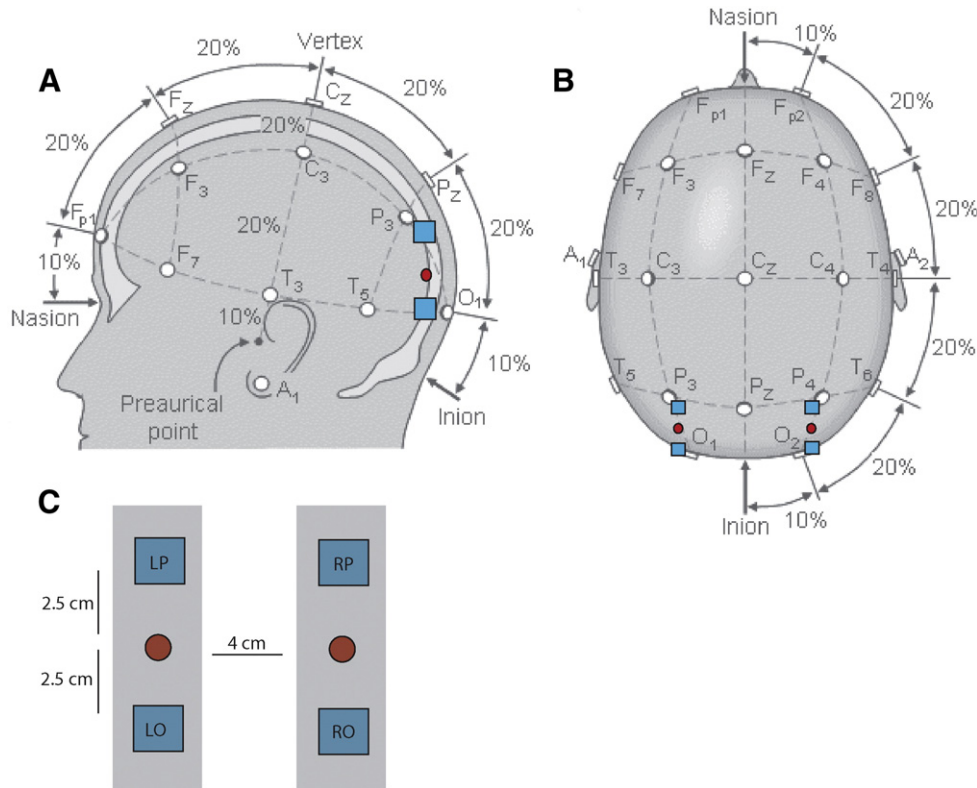 A
20%
Vertex
20%
FZ
CZ
20%
20%
C3
PZ
20%
F3
Fp1
P3
20%
20%
10%
F7
T3
T5
O1
Nasion
10%
10%
A1
Preaurical
point
Inion
B
Nasion
10%
Fp1
Fp2
20%
F7
F3
FZ
F4
F8
20%
A1
T3
C3
CZ
C4
T4
A2
20%
T5
P3
PZ
P4
T6
O1
O2
20%
Inion
10%
C
LP
RP
2.5 cm
4 cm
2.5 cm
LO
RO